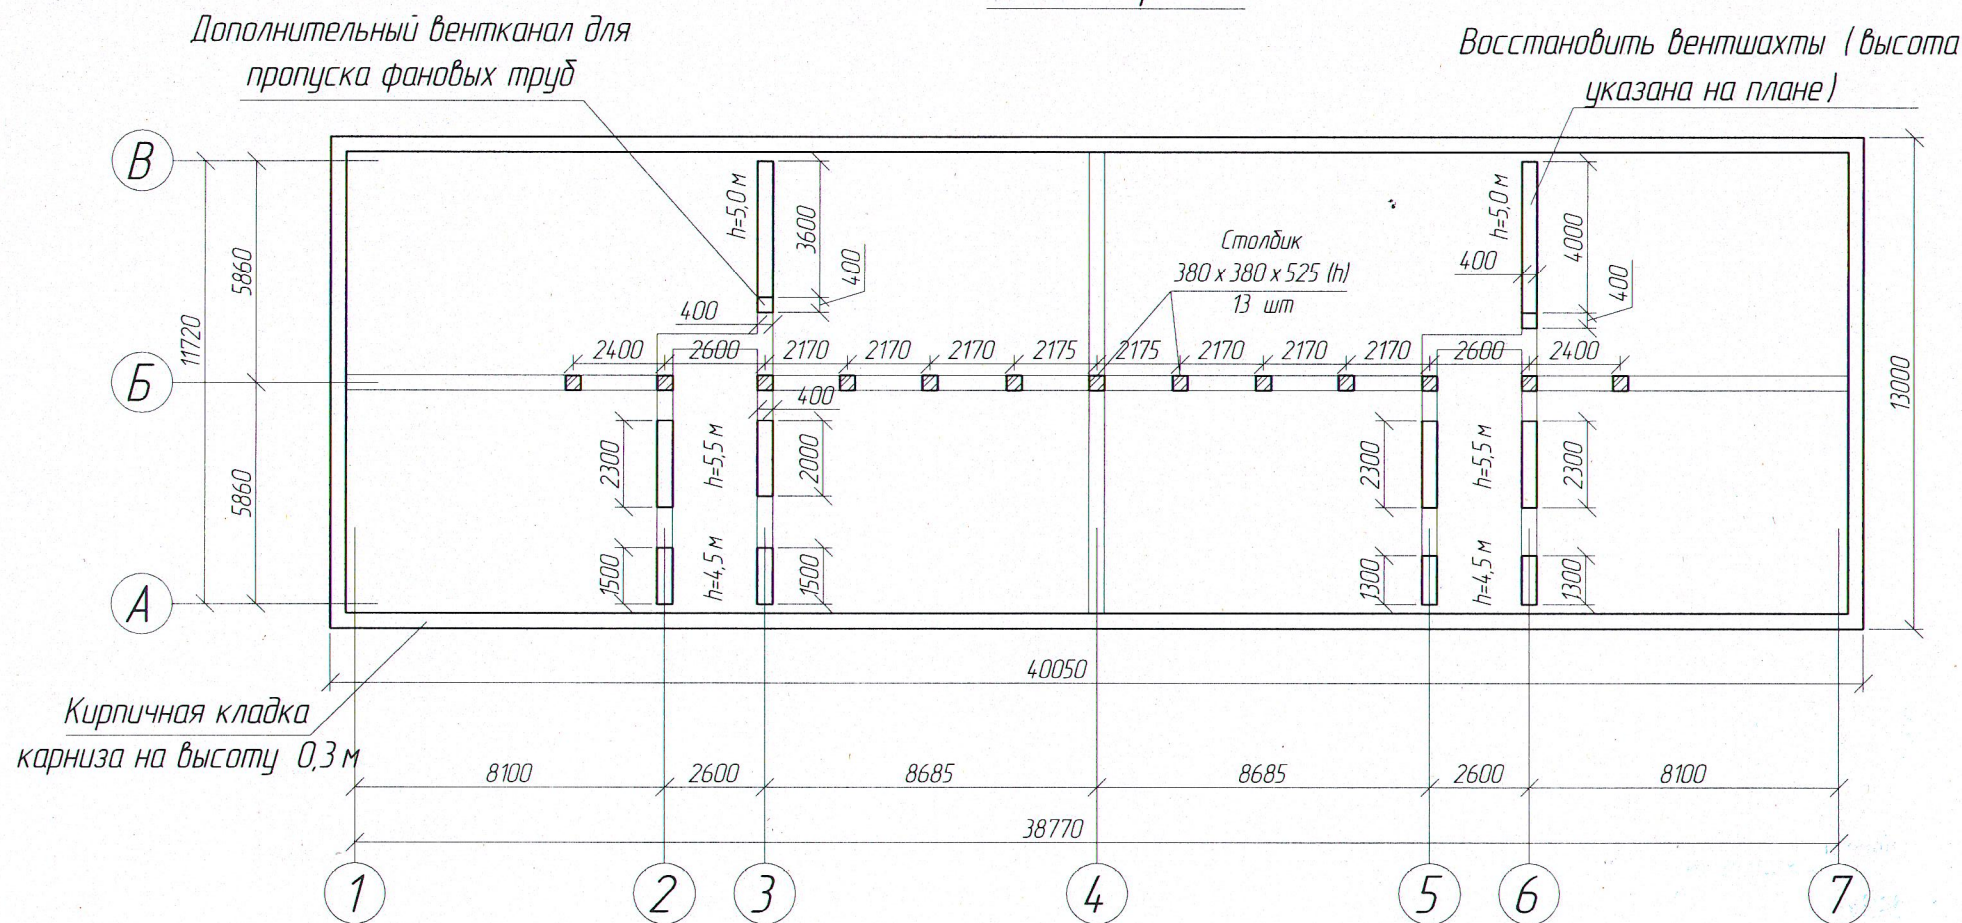 Дополнительный вентканал для
пропуска фановых труб
Восстановить вентшахты (высота
указана на плане)
В
Б
А
11720
5860
5860
h=5,0 м
3600
400
400
Столбик
380 х 380 х 525 (h)
13 шт
h=5,0 м
4000
400
400
2400
2600
2170
2170
2170
2175
2175
2170
2170
2170
2600
2400
400
13000
2300
h=5,5 м
2000
2300
h=5,5 м
2300
1500
h=4,5 м
1500
1300
h=4,5 м
1300
40050
Кирпичная кладка
карниза на высоту 0,3 м
8100
2600
8685
8685
2600
8100
38770
1
2
3
4
5
6
7